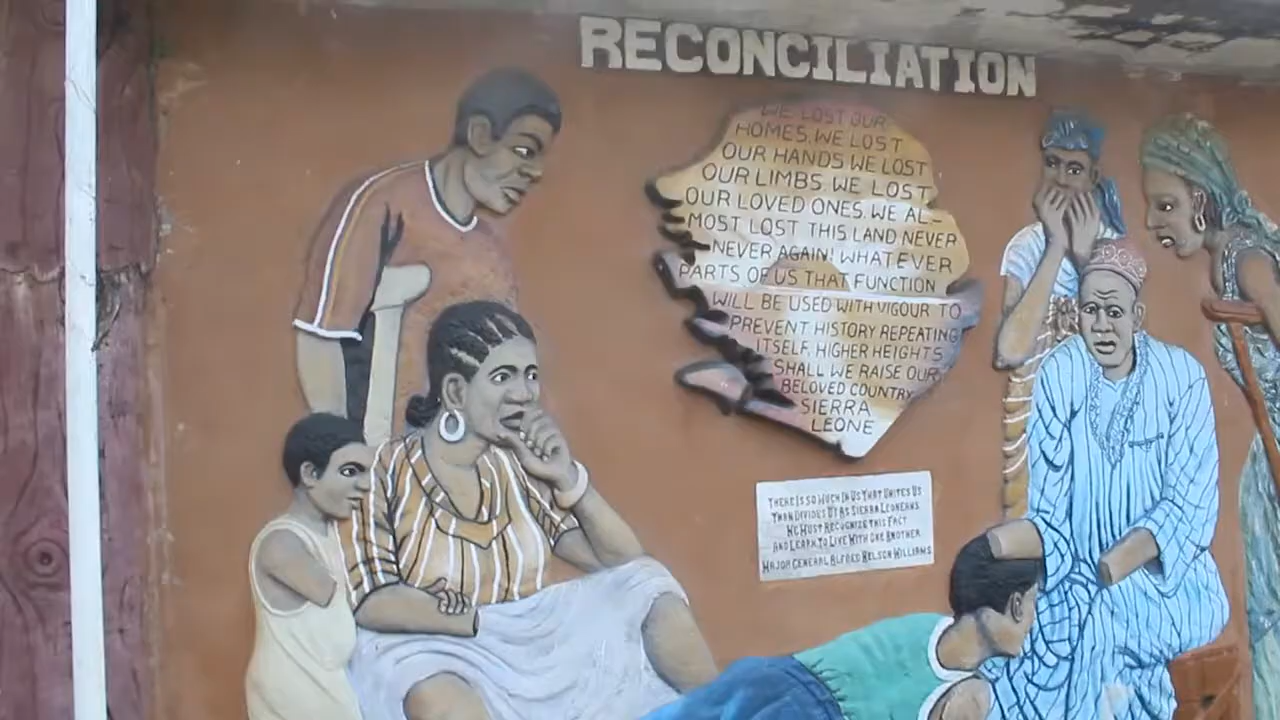 RECONCILIATION
WE LOST OUR
HOMES. WE LOST
OUR HANDS WE LOST
OUR LIMBS. WE LOST
OUR LOVED ONES. WE AL-
MOST LOST THIS LAND NEVER
NEVER AGAIN! WHATEVER
PARTS OF US THAT FUNCTION
WILL BE USED WITH VIGOUR TO
PREVENT HISTORY REPEATING
ITSELF. HIGHER HEIGHTS
SHALL WE RAISE OUR
BELOVED COUNTRY
SIERRA
LEONE
THERE IS SO MUCH IN US THAT UNITES US
THAN DIVIDES US AS SIERRA LEONEANS
WE MUST RECOGNISE THIS FACT
AND LEARN TO LIVE WITH ONE ANOTHER
MAJOR GENERAL ALFRED NELSON WILLIAMS